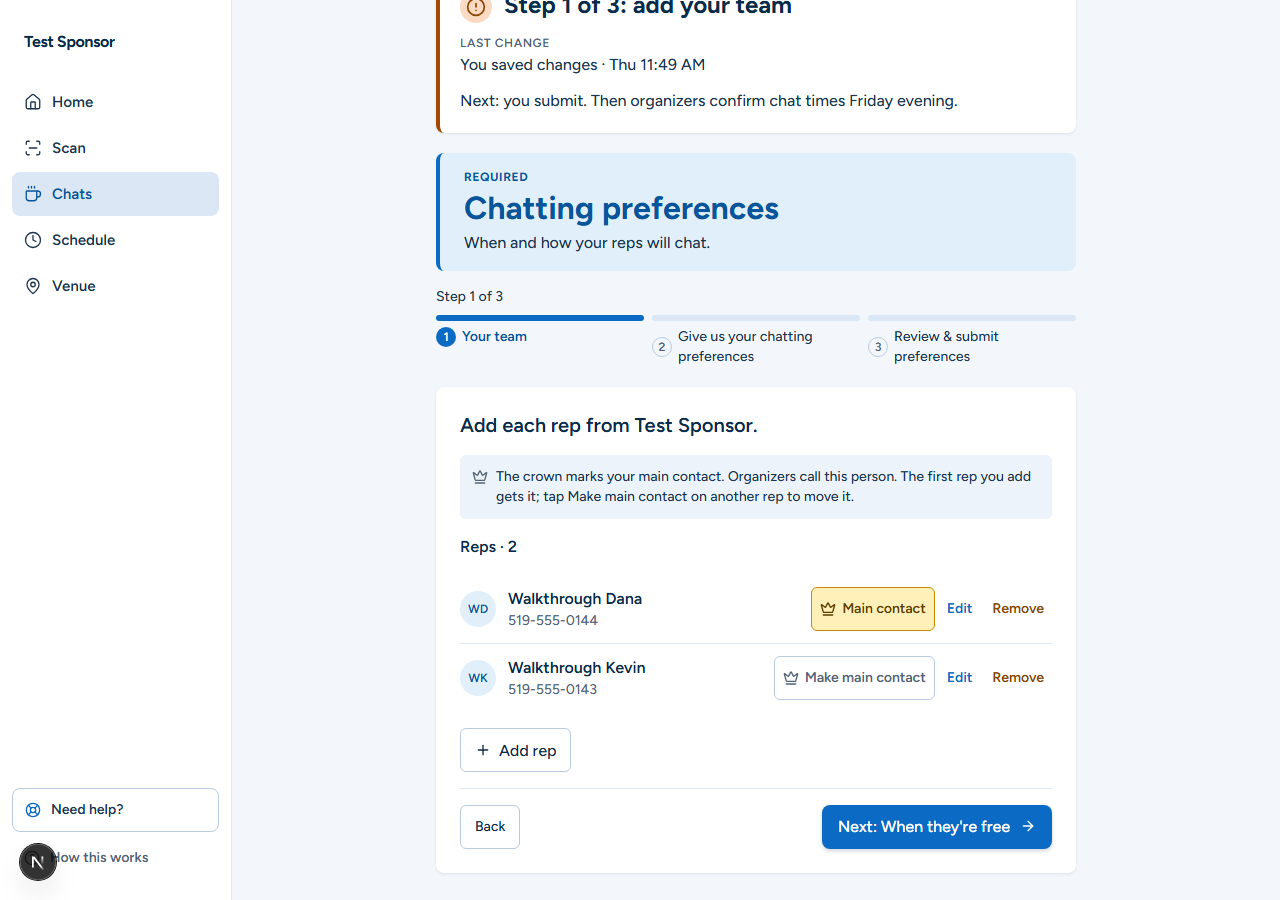 Test Sponsor
Home
Scan
Chats
Schedule
Venue
Need help?
How this works
N
Step 1 of 3: add your team
LAST CHANGE
You saved changes · Thu 11:49 AM
Next: you submit. Then organizers confirm chat times Friday evening.
REQUIRED
Chatting preferences
When and how your reps will chat.
Step 1 of 3
1 Your team
2 Give us your chatting
preferences
3 Review & submit
preferences
Add each rep from Test Sponsor.
The crown marks your main contact. Organizers call this person. The first rep you add
gets it; tap Make main contact on another rep to move it.
Reps · 2
WD Walkthrough Dana
519-555-0144
Main contact Edit Remove
WK Walkthrough Kevin
519-555-0143
Make main contact Edit Remove
+ Add rep
Back
Next: When they're free →